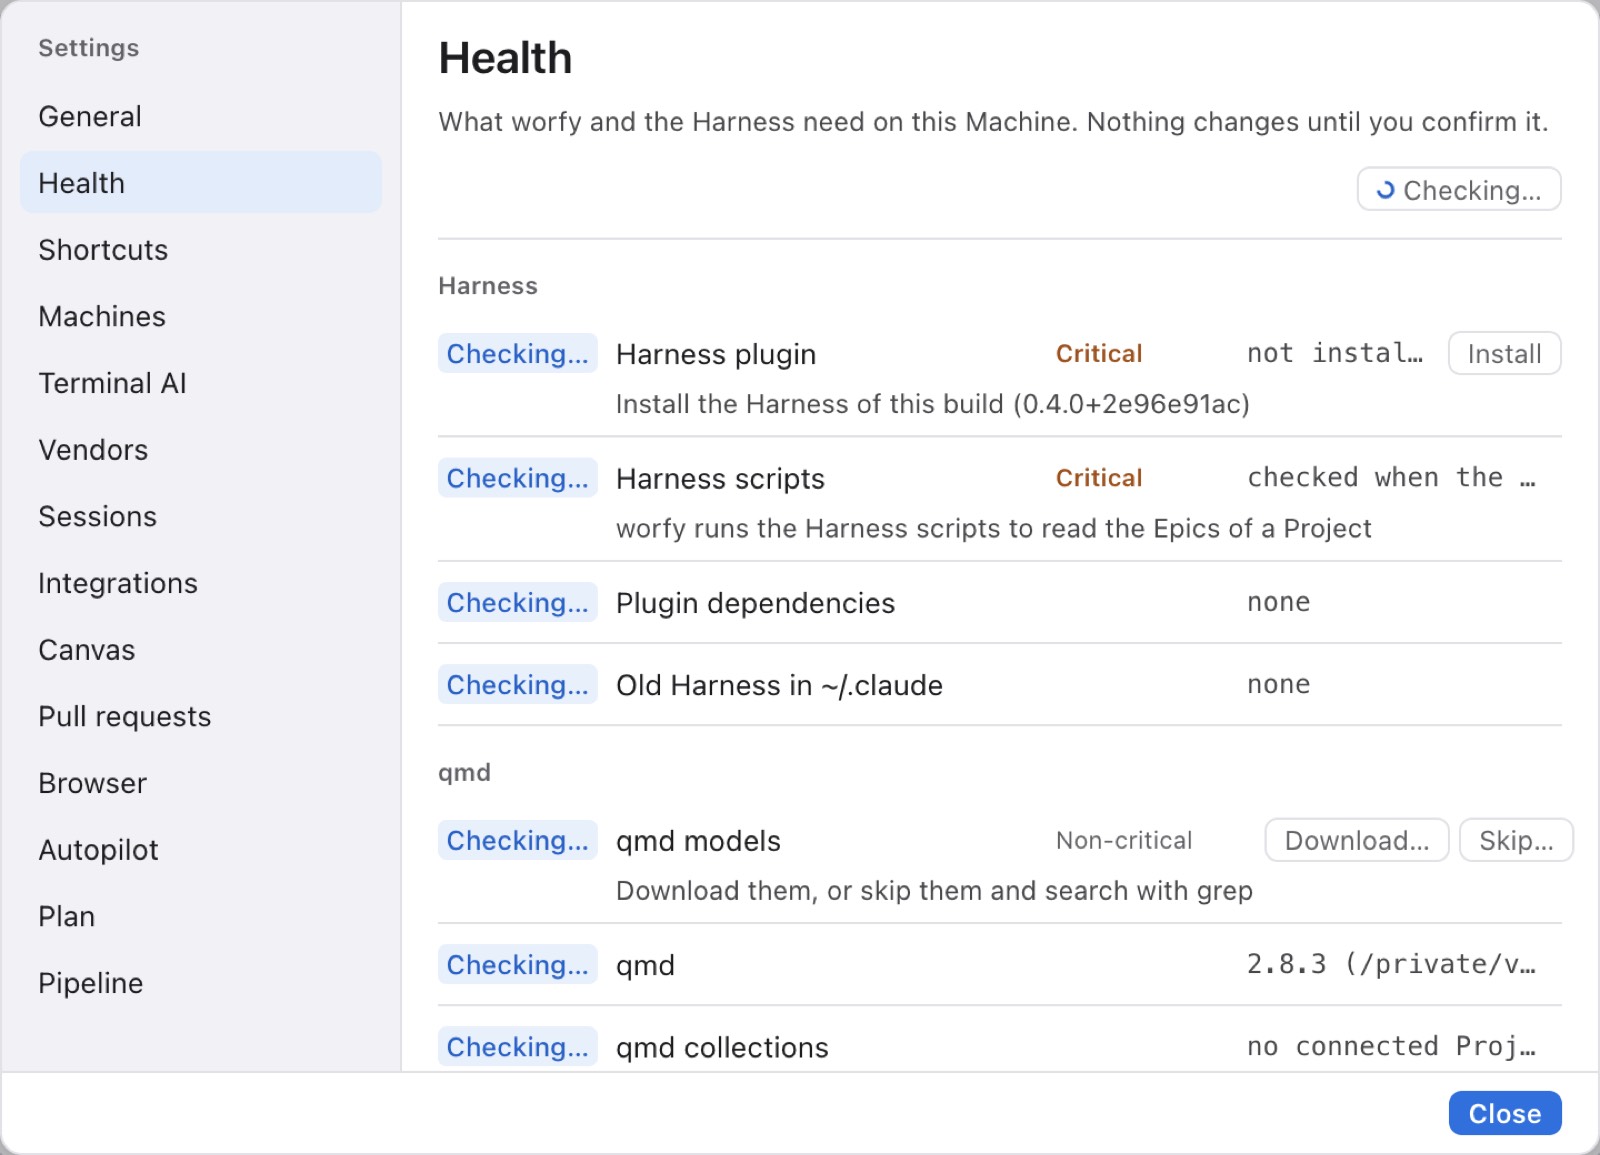 Settings
General
Health
Shortcuts
Machines
Terminal AI
Vendors
Sessions
Integrations
Canvas
Pull requests
Browser
Autopilot
Plan
Pipeline
Health
What worfy and the Harness need on this Machine. Nothing changes until you confirm it.
Checking...
Harness
Checking... Harness plugin Critical not instal… Install
Install the Harness of this build (0.4.0+2e96e91ac)
Checking... Harness scripts Critical checked when the …
worfy runs the Harness scripts to read the Epics of a Project
Checking... Plugin dependencies none
Checking... Old Harness in ~/.claude none
qmd
Checking... qmd models Non-critical Download... Skip...
Download them, or skip them and search with grep
Checking... qmd 2.8.3 (/private/v…
Checking... qmd collections no connected Proj…
Close